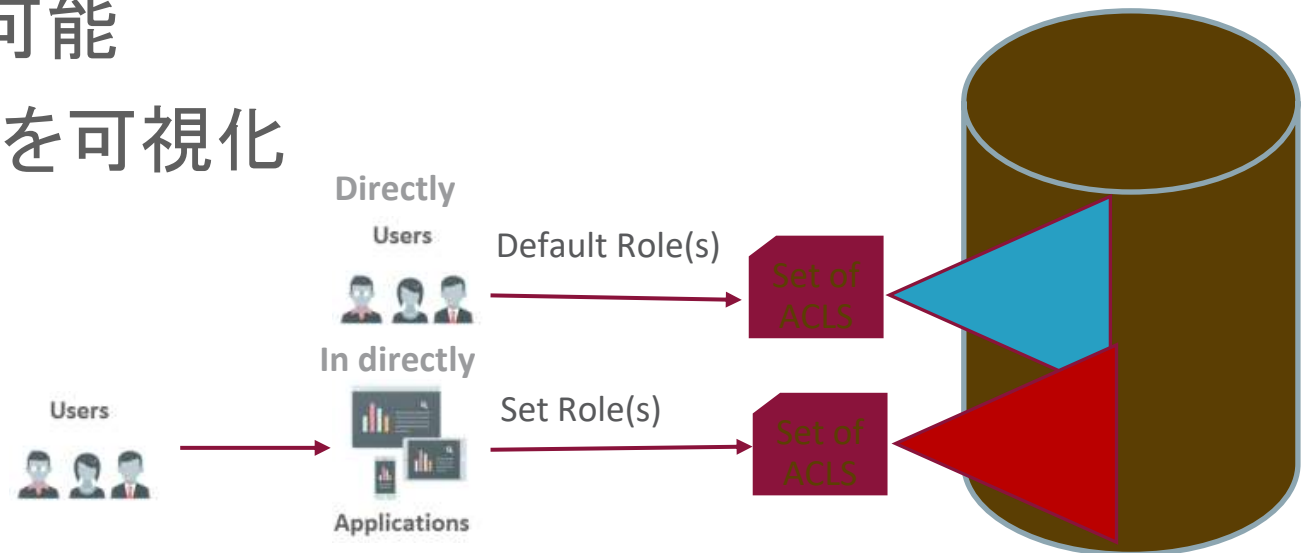 可能
を可視化
Directly
Users
Default Role(s)
Set of
ACLS
In directly
Users
Set Role(s)
Set of
ACLS
Applications